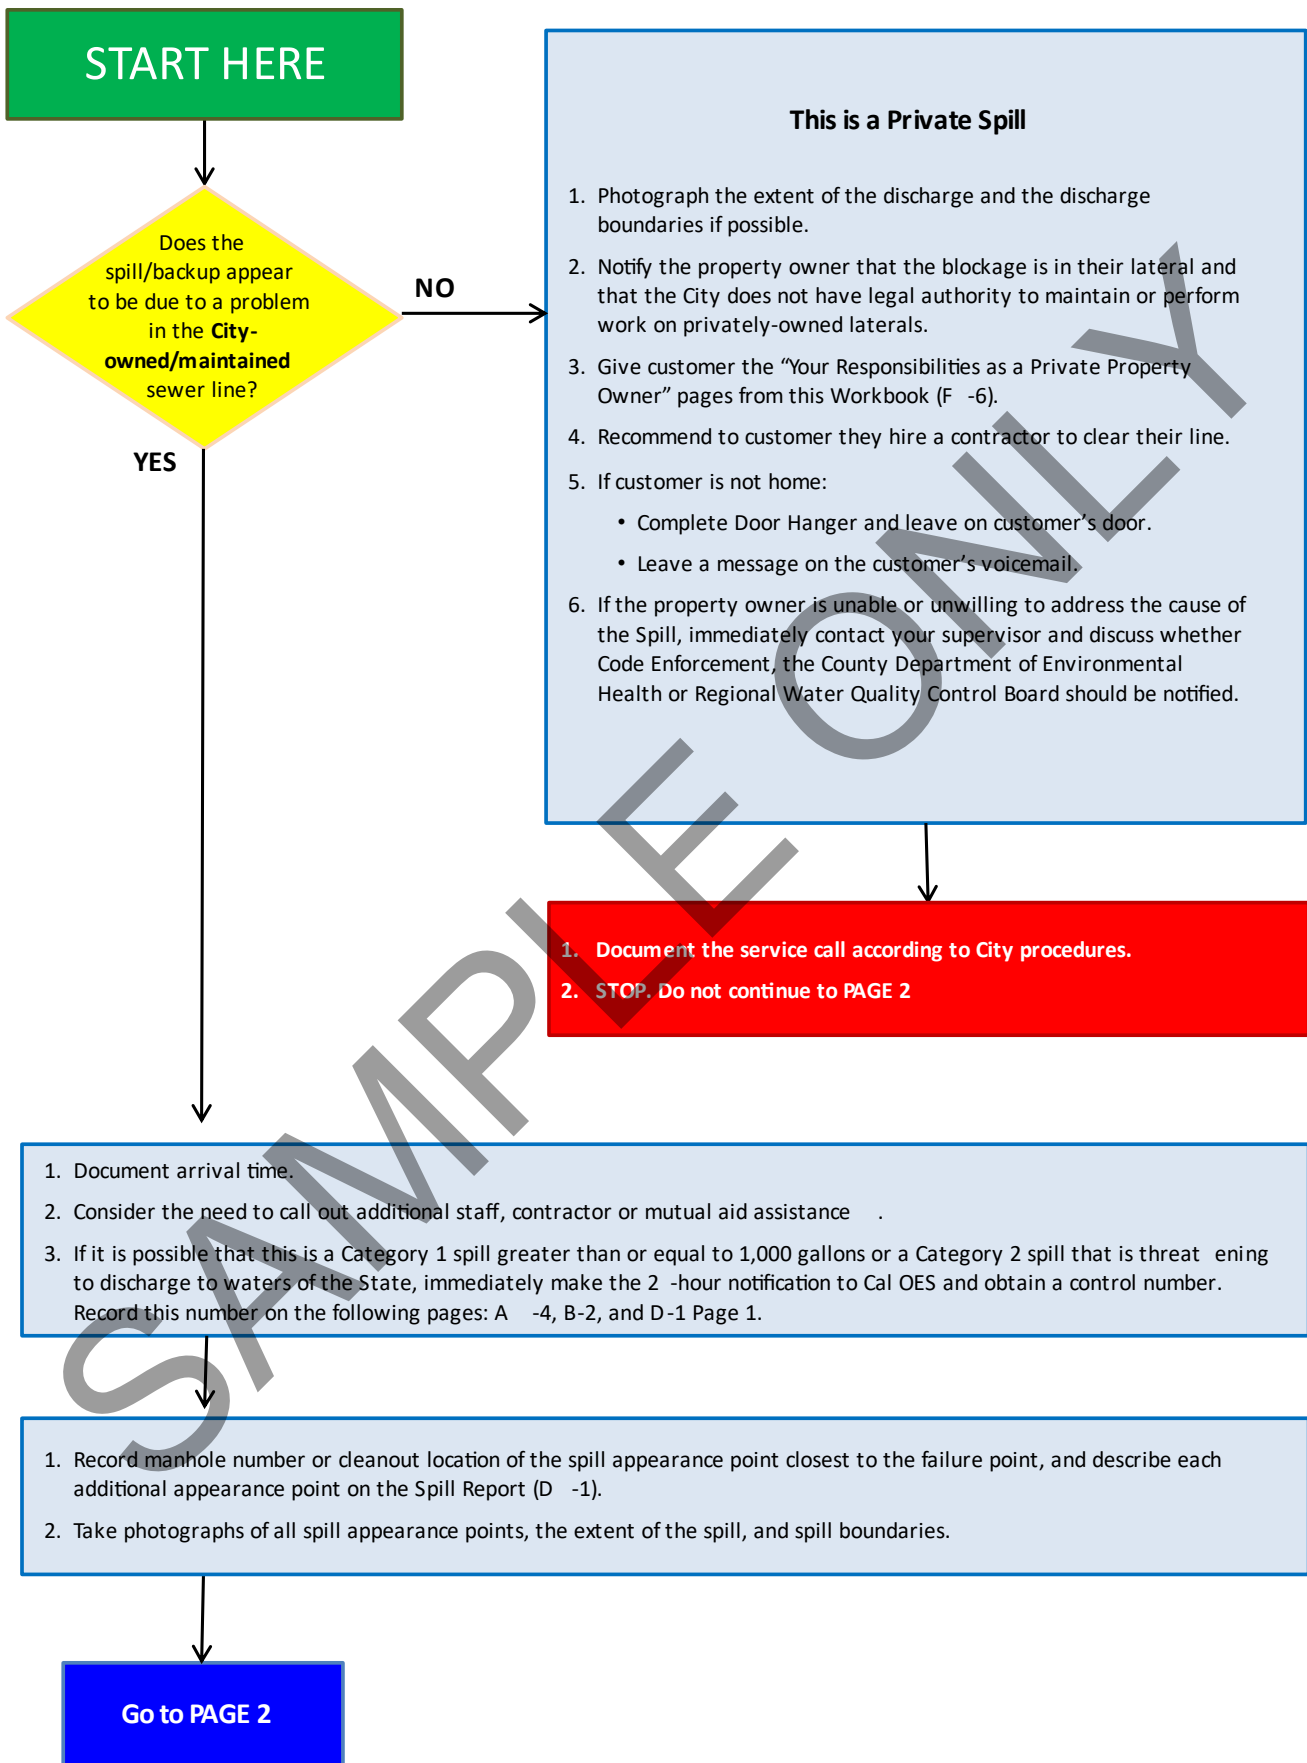 START HERE
Does the
spill/backup appear
to be due to a problem
in the City-
owned/maintained
sewer line?
NO
YES
This is a Private Spill
1. Photograph the extent of the discharge and the discharge
boundaries if possible.
2. Notify the property owner that the blockage is in their lateral and
that the City does not have legal authority to maintain or perform
work on privately-owned laterals.
3. Give customer the “Your Responsibilities as a Private Property
Owner” pages from this Workbook (F -6).
4. Recommend to customer they hire a contractor to clear their line.
5. If customer is not home:
• Complete Door Hanger and leave on customer’s door.
• Leave a message on the customer’s voicemail.
6. If the property owner is unable or unwilling to address the cause of
the Spill, immediately contact your supervisor and discuss whether
Code Enforcement, the County Department of Environmental
Health or Regional Water Quality Control Board should be notified.
1. Document the service call according to City procedures.
2. STOP. Do not continue to PAGE 2
1. Document arrival time.
2. Consider the need to call out additional staff, contractor or mutual aid assistance .
3. If it is possible that this is a Category 1 spill greater than or equal to 1,000 gallons or a Category 2 spill that is threat ening
to discharge to waters of the State, immediately make the 2 -hour notification to Cal OES and obtain a control number.
Record this number on the following pages: A -4, B-2, and D-1 Page 1.
1. Record manhole number or cleanout location of the spill appearance point closest to the failure point, and describe each
additional appearance point on the Spill Report (D -1).
2. Take photographs of all spill appearance points, the extent of the spill, and spill boundaries.
Go to PAGE 2
SAMPLE ONLY